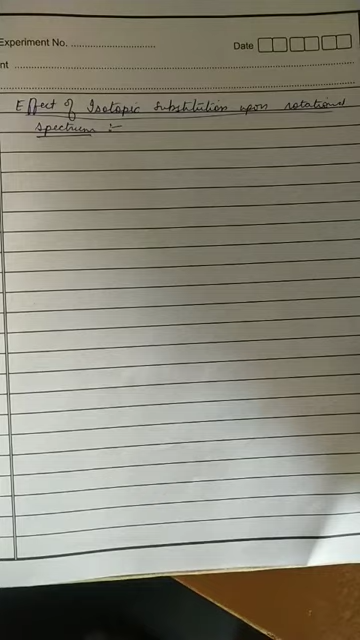 Experiment No. ..............................
Date
nt ..............................
Effect of Isotopic Substitution upon rotational
spectrum :-